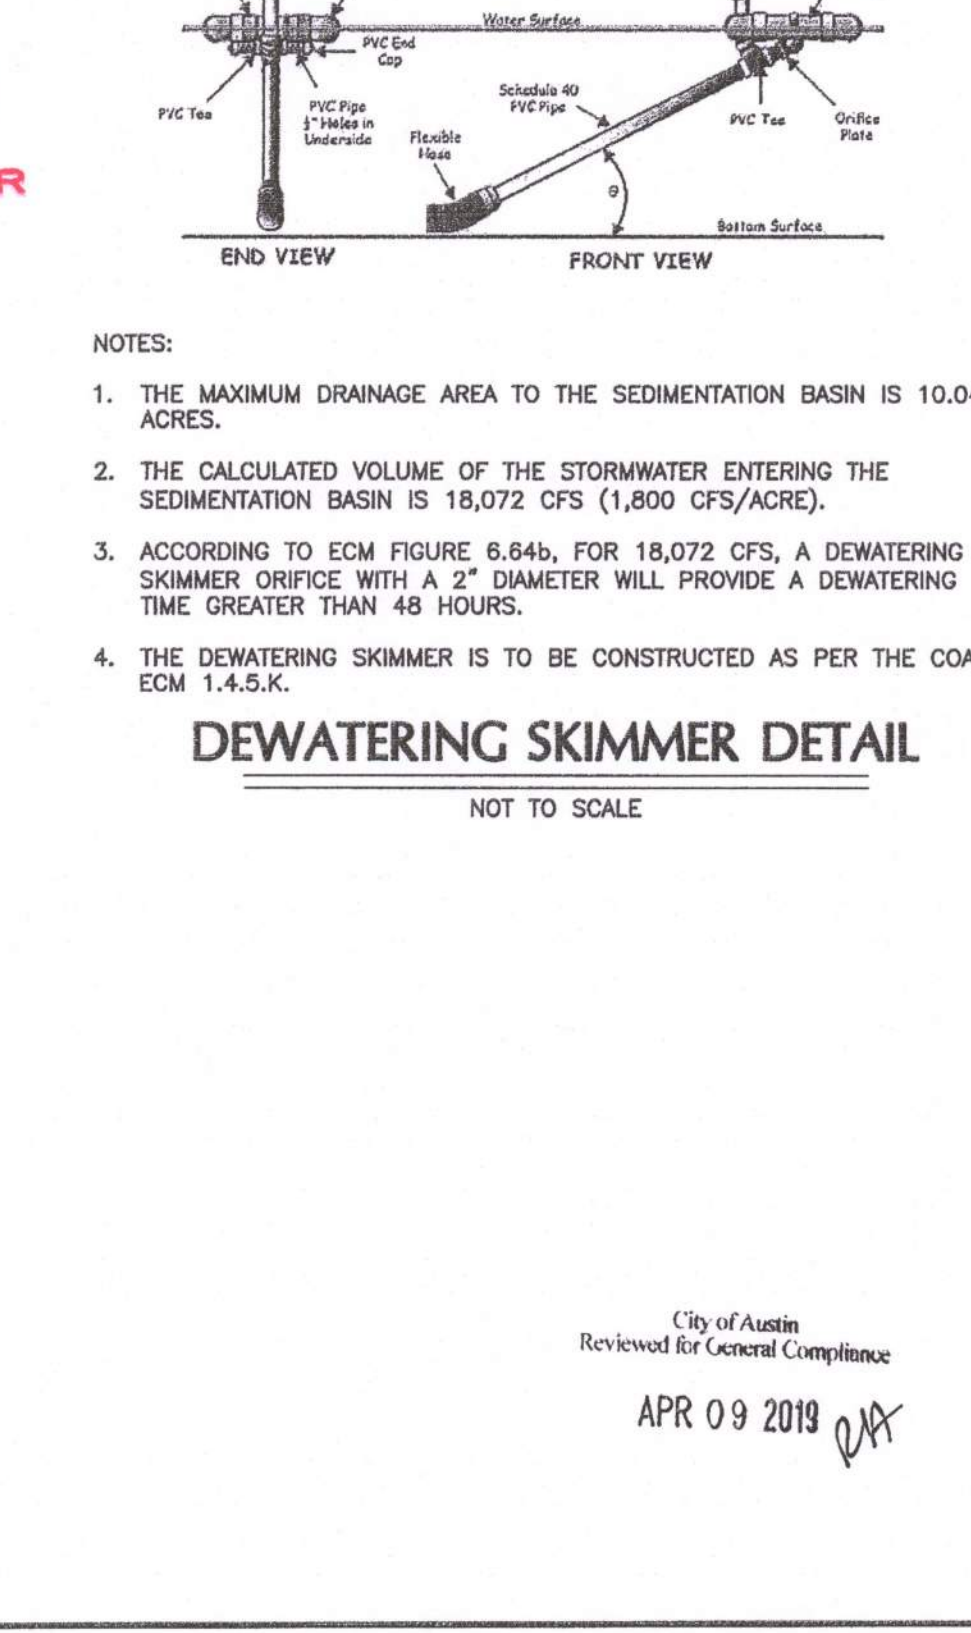 Water Surface
PVC End
Cap
PVC Tee
PVC Pipe
½" Holes in
Underside
Flexible
Hose
Schedule 40
PVC Pipe
PVC Tee
Orifice
Plate
θ
Bottom Surface
END VIEW
FRONT VIEW
R
NOTES:
1. THE MAXIMUM DRAINAGE AREA TO THE SEDIMENTATION BASIN IS 10.04
ACRES.
2. THE CALCULATED VOLUME OF THE STORMWATER ENTERING THE
SEDIMENTATION BASIN IS 18,072 CFS (1,800 CFS/ACRE).
3. ACCORDING TO ECM FIGURE 6.64b, FOR 18,072 CFS, A DEWATERING
SKIMMER ORIFICE WITH A 2" DIAMETER WILL PROVIDE A DEWATERING
TIME GREATER THAN 48 HOURS.
4. THE DEWATERING SKIMMER IS TO BE CONSTRUCTED AS PER THE COA
ECM 1.4.5.K.
DEWATERING SKIMMER DETAIL
NOT TO SCALE
City of Austin
Reviewed for General Compliance
APR 09 2019